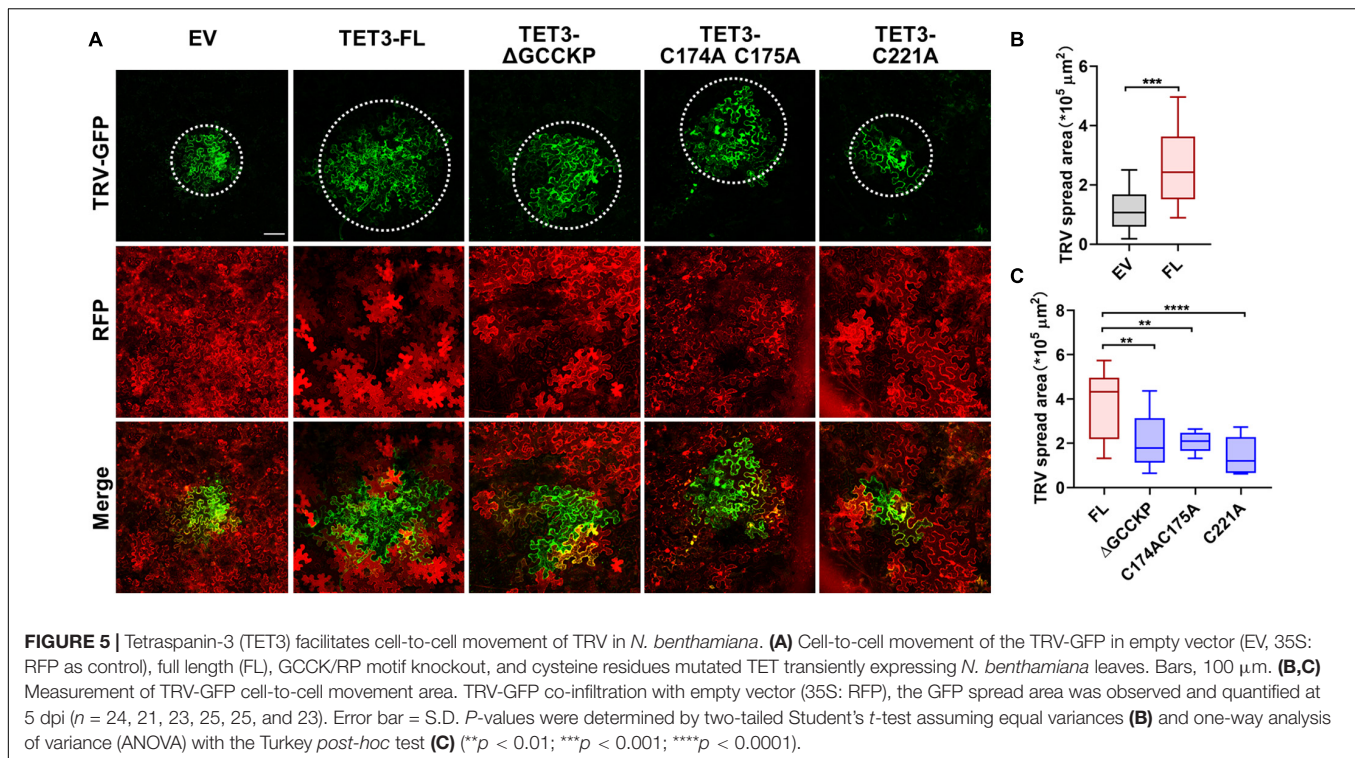 A
EV
TET3-FL
TET3-
ΔGCCKP
TET3-
C174A C175A
TET3-
C221A
TRV-GFP
RFP
Merge
B
TRV spread area (*10⁵ μm²)
8
6
4
2
0
***
EV
FL
C
TRV spread area (*10⁵ μm²)
8
6
4
2
0
****
**
**
FL
ΔGCCKP
C174AC175A
C221A
FIGURE 5 | Tetraspanin-3 (TET3) facilitates cell-to-cell movement of TRV in N. benthamiana. (A) Cell-to-cell movement of the TRV-GFP in empty vector (EV, 35S:
RFP as control), full length (FL), GCCK/RP motif knockout, and cysteine residues mutated TET transiently expressing N. benthamiana leaves. Bars, 100 μm. (B,C)
Measurement of TRV-GFP cell-to-cell movement area. TRV-GFP co-infiltration with empty vector (35S: RFP), the GFP spread area was observed and quantified at
5 dpi (n = 24, 21, 23, 25, 25, and 23). Error bar = S.D. P-values were determined by two-tailed Student's t-test assuming equal variances (B) and one-way analysis
of variance (ANOVA) with the Turkey post-hoc test (C) (**p < 0.01; ***p < 0.001; ****p < 0.0001).